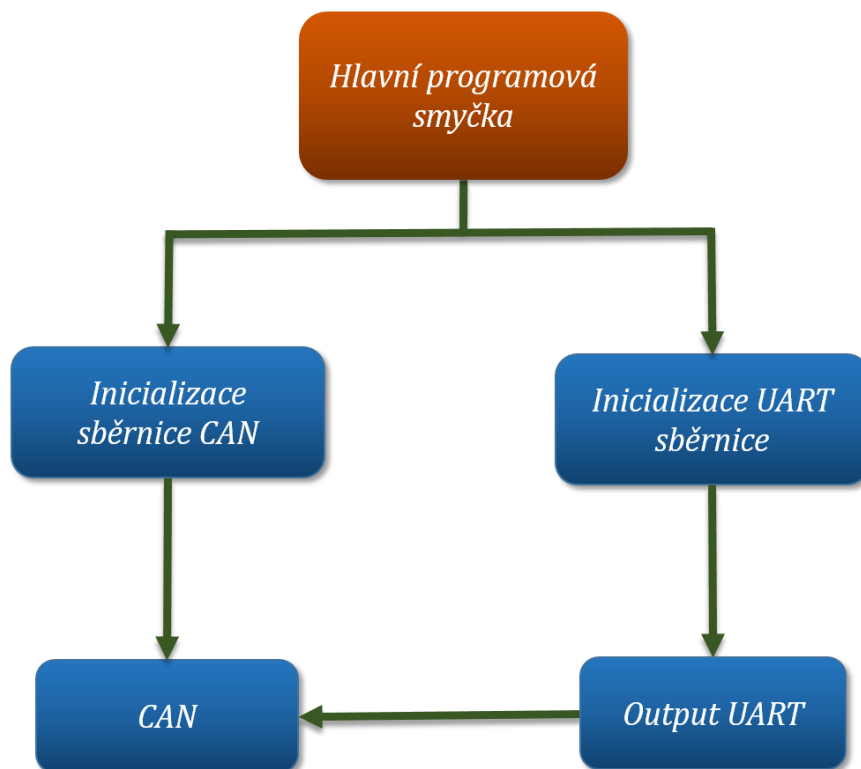 Hlavní programová
smyčka
Inicializace
sběrnice CAN
Inicializace UART
sběrnice
CAN
Output UART